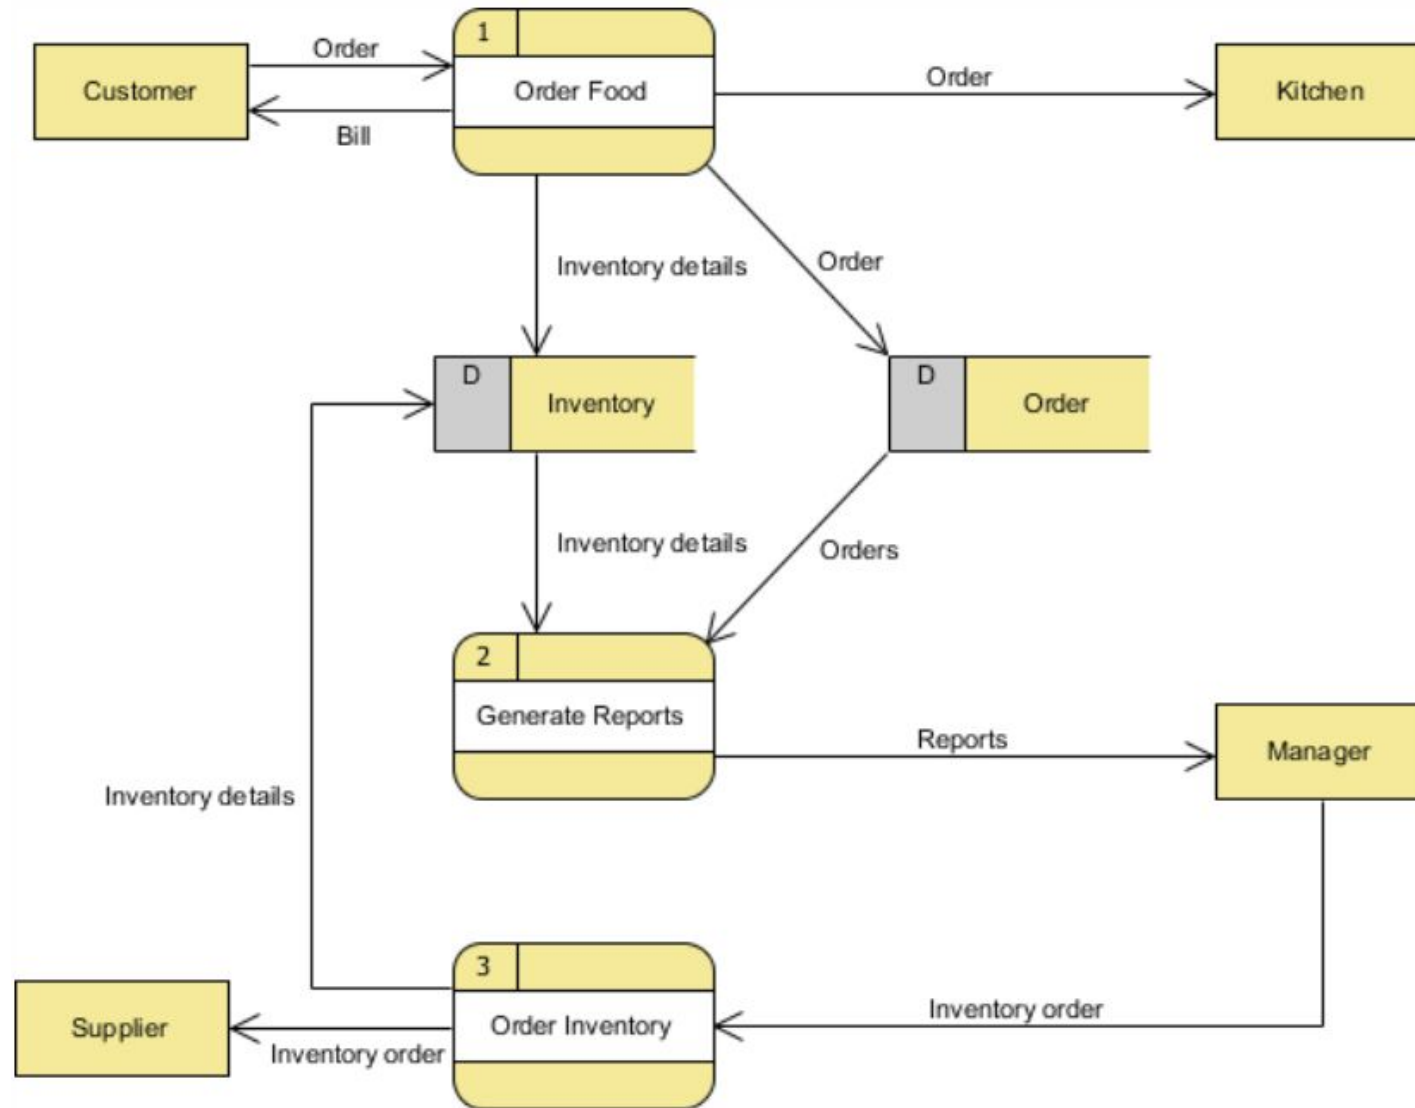 1
Order
Customer
Order Food
Order
Kitchen
Bill
Inventory details
Order
D
Inventory
D
Order
Inventory details
Orders
2
Generate Reports
Reports
Manager
Inventory details
3
Supplier
Order Inventory
Inventory order
Inventory order